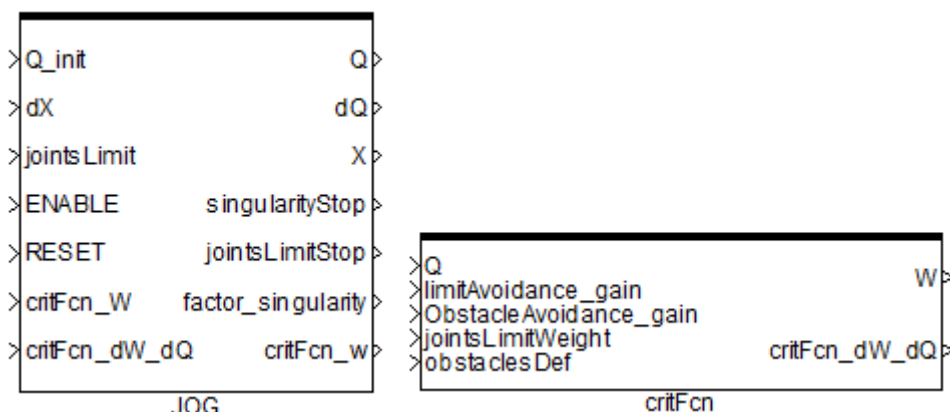 Q_init
Q
dX
dQ
jointsLimit
X
ENABLE
singularityStop
RESET
jointsLimitStop
critFcn_W
factor_singularity
critFcn_dW_dQ
critFcn_w
JOG
Q
W
limitAvoidance_gain
ObstacleAvoidance_gain
jointsLimitWeight
critFcn_dW_dQ
obstaclesDef
critFcn